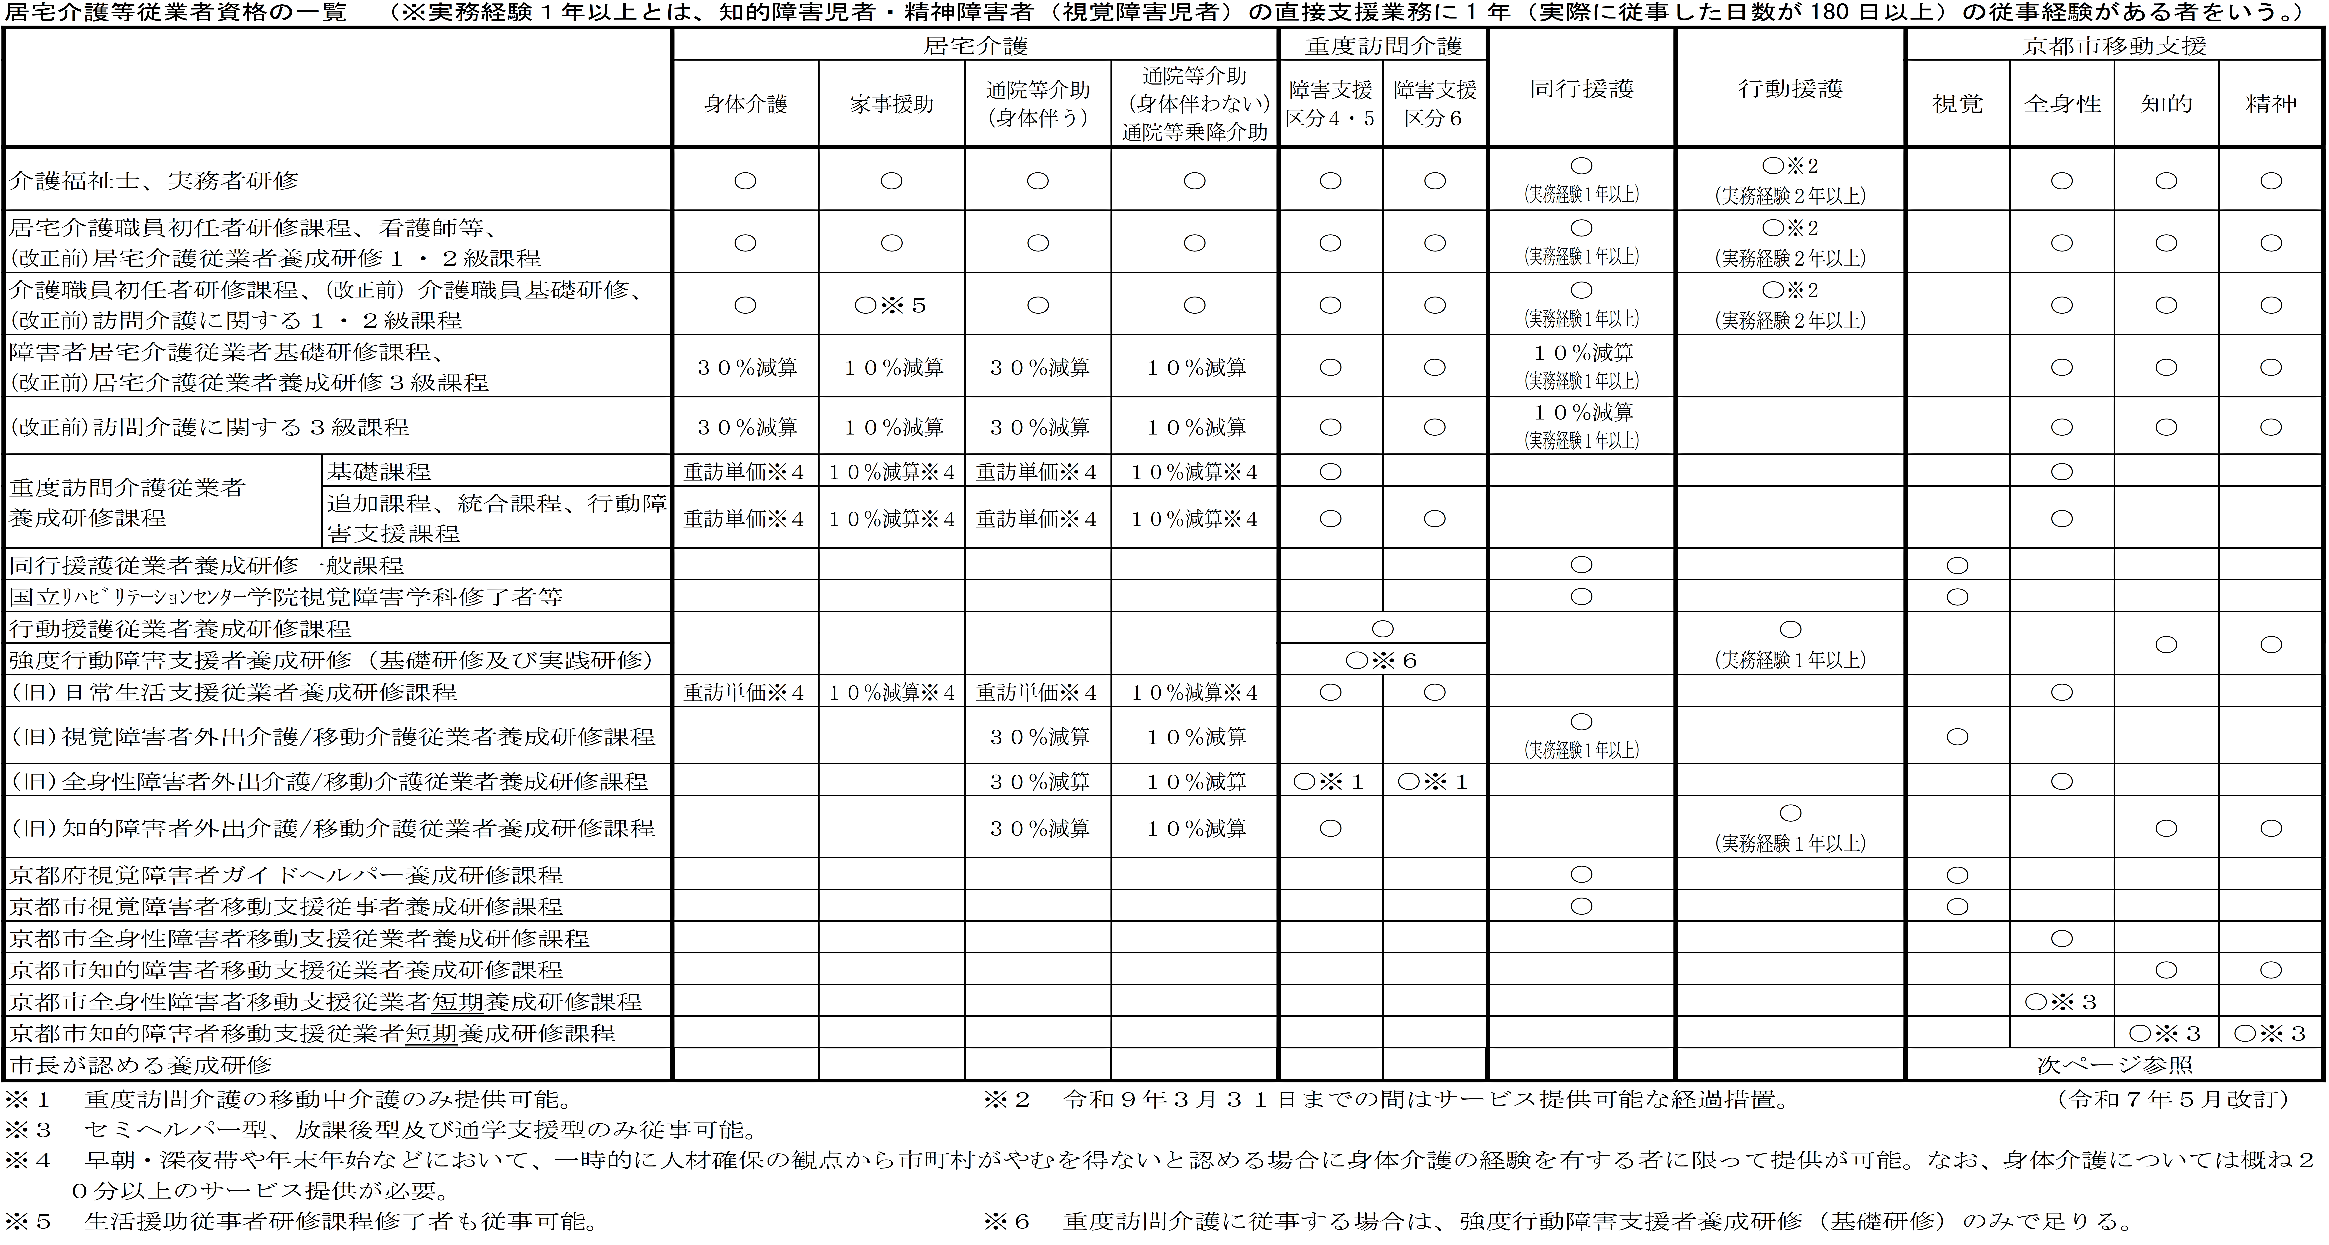 居宅介護等従業者資格の一覧　（※実務経験１年以上とは、知的障害児者・精神障害者（視覚障害児者）の直接支援業務に１年（実際に従事した日数が180日以上）の従事経験がある者をいう。）
居宅介護 重度訪問介護 同行援護 行動援護 京都市移動支援
身体介護 家事援助 通院等介助 (身体伴う) 通院等介助 (身体伴わない) 通院等乗降介助 障害支援区分４・５ 障害支援区分６ 視覚 全身性 知的 精神
介護福祉士、実務者研修 ○ ○ ○ ○ ○ ○ ○ (実務経験１年以上) ○※２ (実務経験２年以上) ○ ○ ○
居宅介護職員初任者研修課程、看護師等、
(改正前)居宅介護従業者養成研修１・２級課程 ○ ○ ○ ○ ○ ○ ○ (実務経験１年以上) ○※２ (実務経験２年以上) ○ ○ ○
介護職員初任者研修課程、(改正前) 介護職員基礎研修、
(改正前)訪問介護に関する１・２級課程 ○ ○※５ ○ ○ ○ ○ ○ (実務経験１年以上) ○※２ (実務経験２年以上) ○ ○ ○
障害者居宅介護従業者基礎研修課程、
(改正前)居宅介護従業者養成研修３級課程 ３０％減算 １０％減算 ３０％減算 １０％減算 ○ ○ １０％減算 (実務経験１年以上) ○ ○ ○
(改正前)訪問介護に関する３級課程 ３０％減算 １０％減算 ３０％減算 １０％減算 ○ ○ １０％減算 (実務経験１年以上) ○ ○ ○
重度訪問介護従業者
養成研修課程
基礎課程 重訪単価※４ １０％減算※４ 重訪単価※４ １０％減算※４ ○ ○
追加課程、統合課程、行動障
害支援課程 重訪単価※４ １０％減算※４ 重訪単価※４ １０％減算※４ ○ ○ ○
同行援護従業者養成研修一般課程 ○ ○
国立ﾘﾊﾋﾞﾘﾃｰｼｮﾝｾﾝﾀｰ学院視覚障害学科修了者等 ○ ○
行動援護従業者養成研修課程 ○ ○ (実務経験１年以上) ○ ○
強度行動障害支援者養成研修（基礎研修及び実践研修） ○※６
(旧)日常生活支援従業者養成研修課程 重訪単価※４ １０％減算※４ 重訪単価※４ １０％減算※４ ○ ○ ○
(旧)視覚障害者外出介護/移動介護従業者養成研修課程 ３０％減算 １０％減算 ○ (実務経験１年以上) ○
(旧)全身性障害者外出介護/移動介護従業者養成研修課程 ３０％減算 １０％減算 ○※１ ○※１ ○
(旧)知的障害者外出介護/移動介護従業者養成研修課程 ３０％減算 １０％減算 ○ ○ (実務経験１年以上) ○ ○
京都府視覚障害者ガイドヘルパー養成研修課程 ○ ○
京都市視覚障害者移動支援従事者養成研修課程 ○ ○
京都市全身性障害者移動支援従業者養成研修課程 ○
京都市知的障害者移動支援従業者養成研修課程 ○ ○
京都市全身性障害者移動支援従業者短期養成研修課程 ○※３
京都市知的障害者移動支援従業者短期養成研修課程 ○※３ ○※３
市長が認める養成研修 次ページ参照
※１　重度訪問介護の移動中介護のみ提供可能。 ※２　令和９年３月３１日までの間はサービス提供可能な経過措置。 （令和７年５月改訂）
※３　セミヘルパー型、放課後型及び通学支援型のみ従事可能。
※４　早朝・深夜帯や年末年始などにおいて、一時的に人材確保の観点から市町村がやむを得ないと認める場合に身体介護の経験を有する者に限って提供が可能。なお、身体介護については概ね２
０分以上のサービス提供が必要。
※５　生活援助従事者研修課程修了者も従事可能。 ※６　重度訪問介護に従事する場合は、強度行動障害支援者養成研修（基礎研修）のみで足りる。